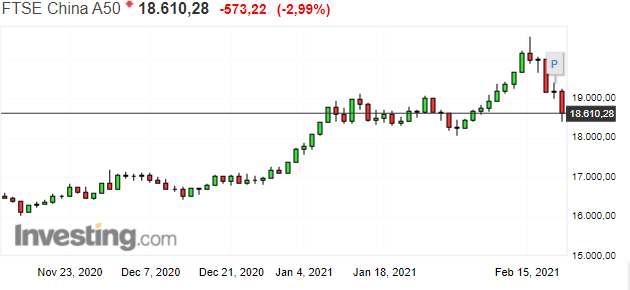 FTSE China A50 18.610,28 -573,22 (-2,99%)
P
19.000,00
18.610,28
18.000,00
17.000,00
16.000,00
15.000,00
Investing.com
Nov 23, 2020 Dec 7, 2020 Dec 21, 2020 Jan 4, 2021 Jan 18, 2021 Feb 15, 2021